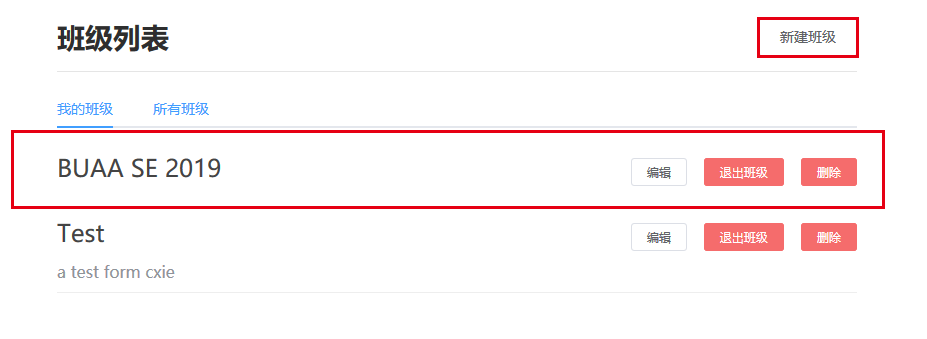 班级列表 新建班级
我的班级 所有班级
BUAA SE 2019 编辑 退出班级 删除
Test 编辑 退出班级 删除
a test form cxie